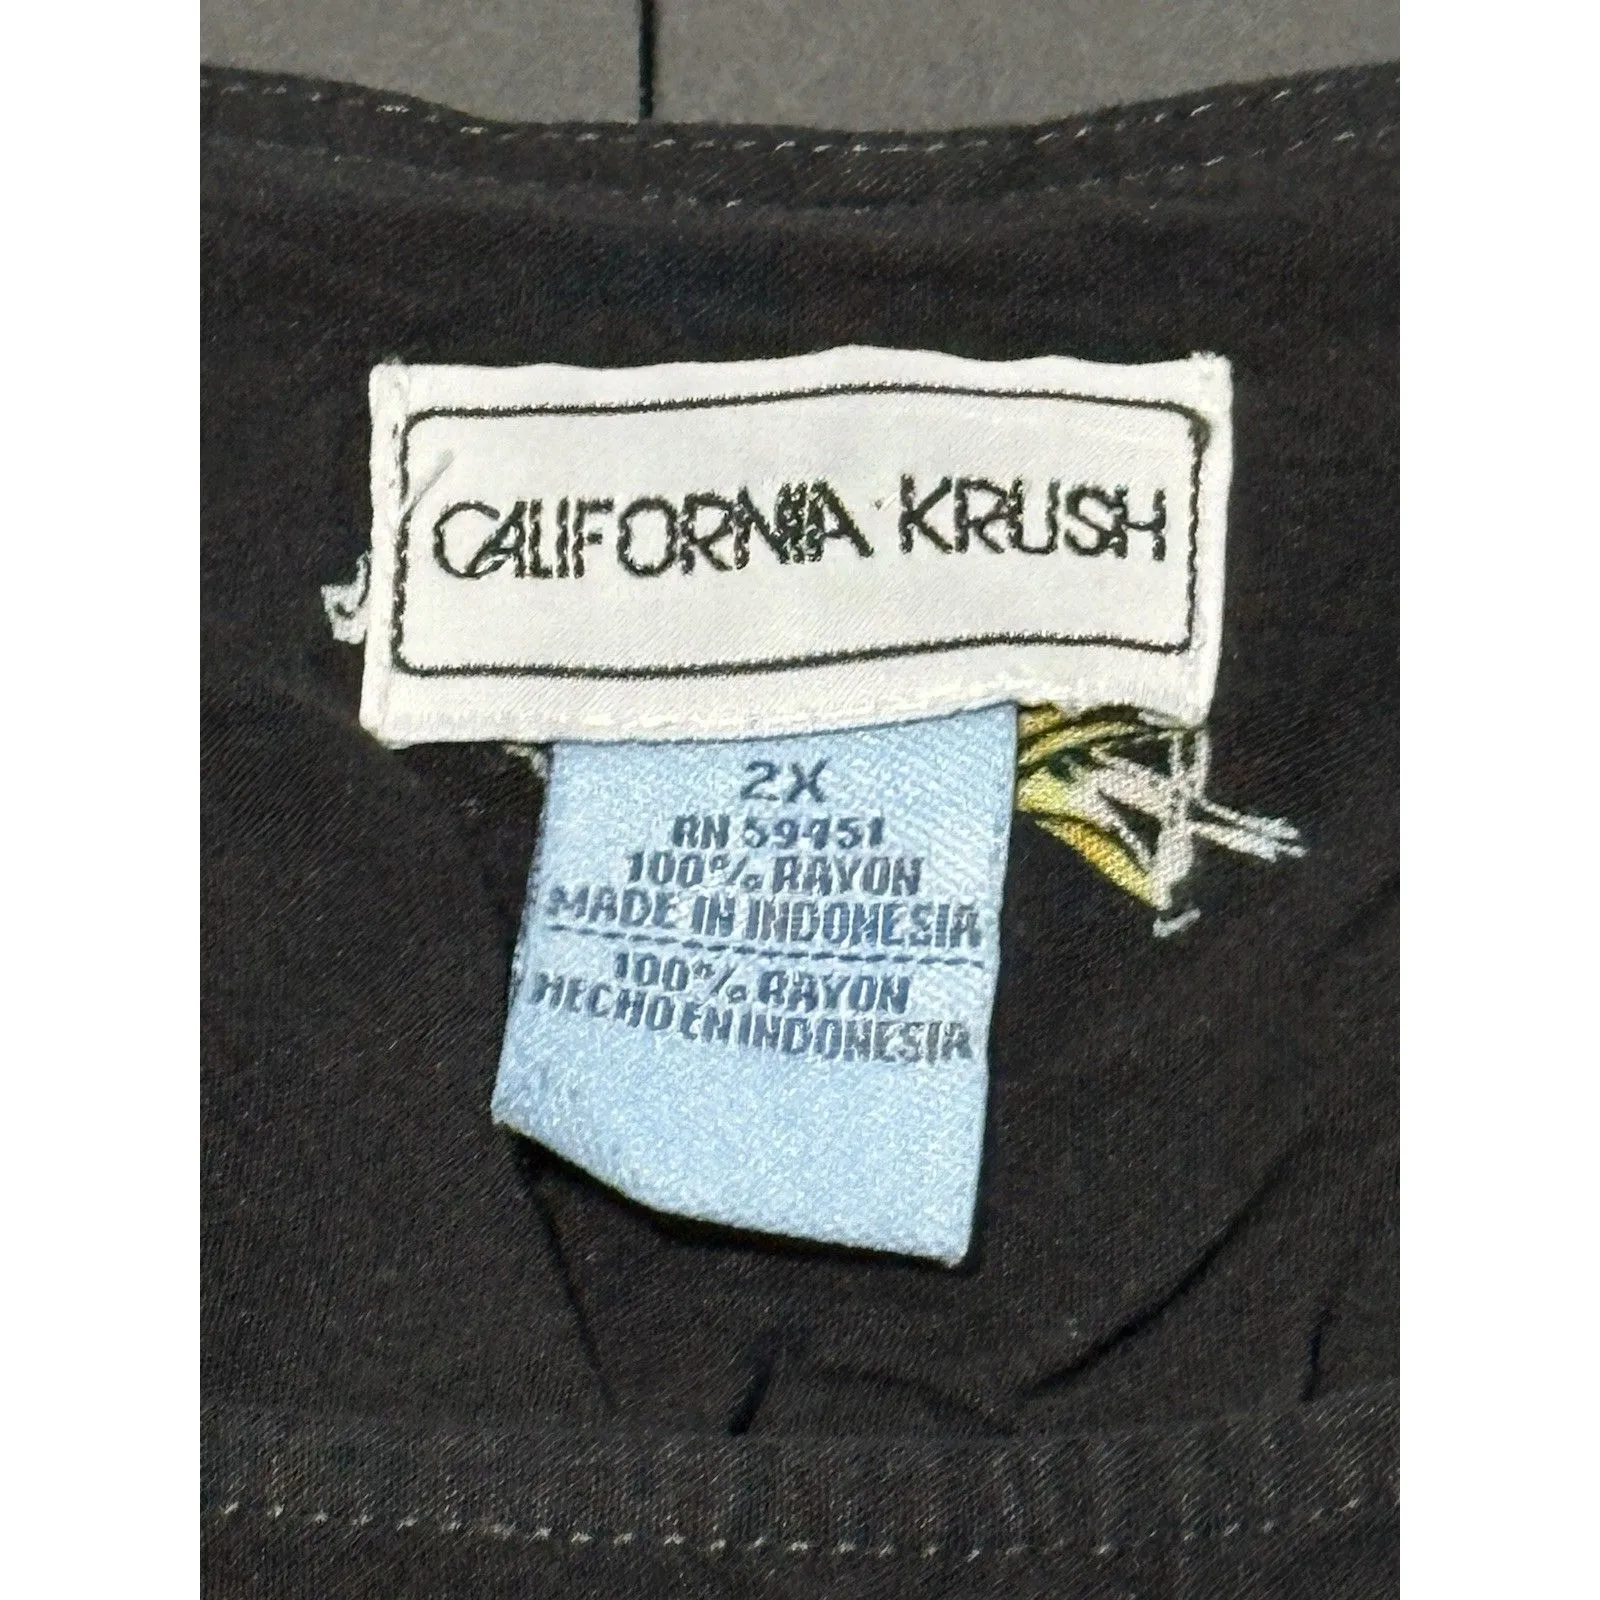 CALIFORNIA KRUSH
2X
RN 59451
100% RAYON
MADE IN INDONESIA
100% RAYON
HECHO EN INDONESIA